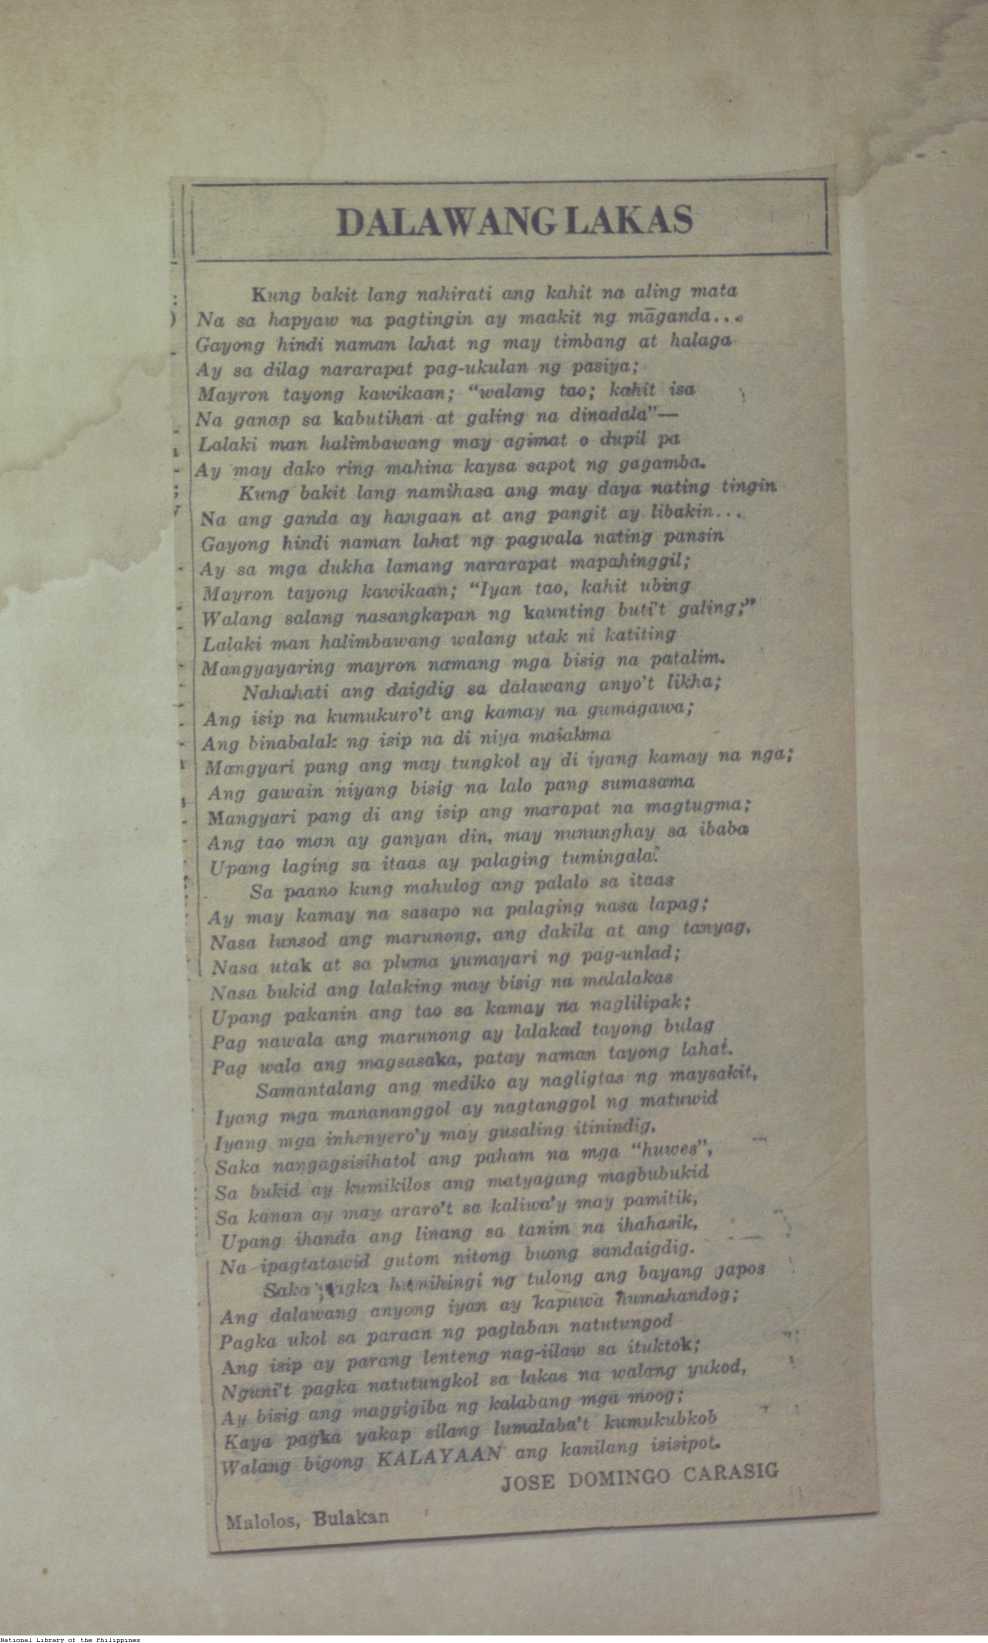 DALAWANG LAKAS
Kung bakit lang nahirati ang kahit na aling mata
Na sa hapyaw na pagtingin ay maakit ng maganda...
Gayong hindi naman lahat ng may timbang at halaga
Ay sa dilag nararapat pag-ukulan ng pasiya;
Mayron tayong kawikaan; “walang tao; kahit isa
Na ganap sa kabutihan at galing na dinadala”—
Lalaki man halimbawang may agimat o dupil pa
Ay may dako ring mahina kaysa sapot ng gagamba.
Kung bakit lang namihasa ang may daya nating tingin
Na ang ganda ay hangaan at ang pangit ay libakin...
Gayong hindi naman lahat ng pagwala nating pansin
Ay sa mga dukha lamang nararapat mapahinggil;
Mayron tayong kawikaan; “Iyan tao, kahit ubing
Walang salang nasangkapan ng kaunting buti't galing;”
Lalaki man halimbawang walang utak ni katiting
Mangyayaring mayron namang mga bisig na patalim.
Nahahati ang daigdig sa dalawang anyo't likha;
Ang isip na kumukuro't ang kamay na gumagawa;
Ang binabalak ng isip na di niya maiakma
Mangyari pang ang may tungkol ay di iyang kamay na nga;
Ang gawain niyang bisig na lalo pang sumasama
Mangyari pang di ang isip ang marapat na magtugma;
Ang tao man ay ganyan din, may nununghay sa ibaba
Upang laging sa itaas ay palaging tumingala.
Sa paano kung mahulog ang palalo sa itaas
Ay may kamay na sasapo na palaging nasa lapag;
Nasa lunsod ang marunong, ang dakila at ang tanyag,
Nasa utak at sa pluma yumayari ng pag-unlad;
Nasa bukid ang lalaking may bisig na malalakas
Upang pakanin ang tao sa kamay na naglilipak;
Pag nawala ang marunong ay lalakad tayong bulag
Pag wala ang magsasaka, patay naman tayong lahat.
Samantalang ang mediko ay nagligtas ng maysakit,
Iyang mga manananggol ay nagtanggol ng matuwid
Iyang mga inhenyero'y may gusaling itinindig,
Saka nangagsisihatol ang paham na mga “huwes”,
Sa bukid ay kumikilos ang matyagang magbubukid
Sa kanan ay may araro't sa kaliwa'y may pamitik,
Upang ihanda ang linang sa tanim na ihahasik,
Na ipagtatawid gutom nitong buong sandaigdig.
Saka ng tulong ang bayang gapos
Ang dalawang anyong iyan ay kapuwa humahandog;
Pagka ukol sa paraan ng paglaban natutungod
Ang isip ay parang lenteng nag-iilaw sa ituktok;
Nguni't pagka natutungkol sa lakas na walang yukod,
Ay bisig ang maggigiba ng kalabang mga moog;
Kaya pagka yakap silang lumalaba't kumukubkob
Walang bigong KALAYAAN ang kanilang isisipot.
JOSE DOMINGO CARASIG
Malolos, Bulakan
National Library of the Philippines